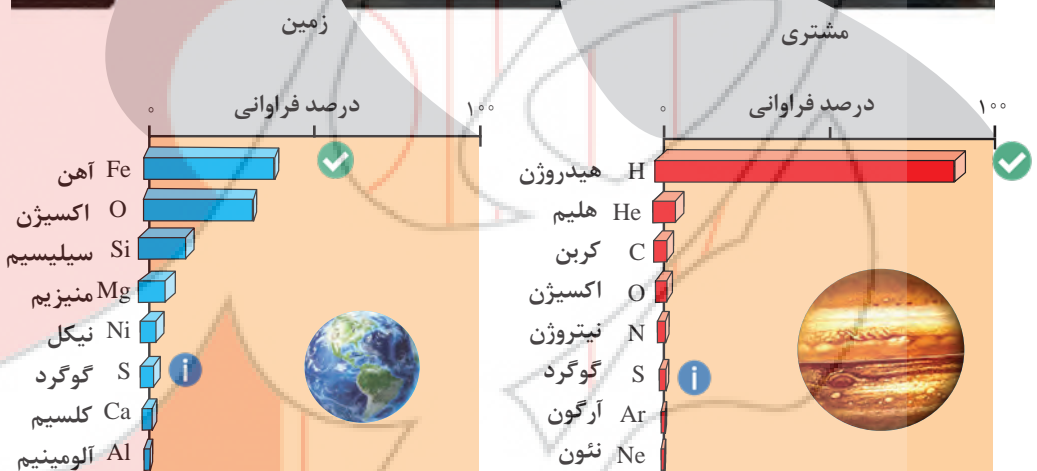 مشتری
درصد فراوانی
۰ ۱۰۰
هیدروژن H
هلیم He
کربن C
اکسیژن O
نیتروژن N
گوگرد S
آرگون Ar
نئون Ne
زمین
درصد فراوانی
۰ ۱۰۰
آهن Fe
اکسیژن O
سیلیسیم Si
منیزیم Mg
نیکل Ni
گوگرد S
کلسیم Ca
آلومینیم Al
i
i